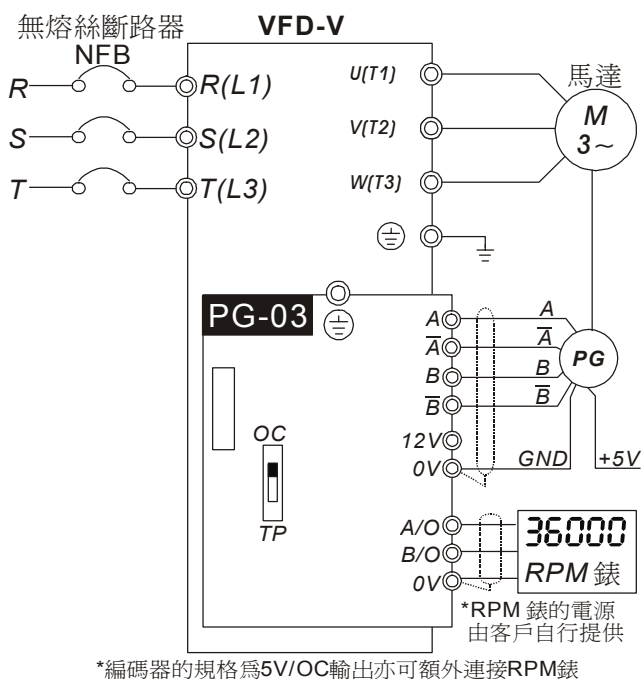 無熔絲斷路器
NFB
VFD-V
R
R(L1)
S
S(L2)
T
T(L3)
U(T1)
V(T2)
W(T3)
馬達
M
3~
PG-03
A
A̅
B
B̅
12V
0V
A
A̅
B
B̅
PG
GND
+5V
OC
TP
A/O
B/O
0V
36000
RPM 錶
*RPM 錶的電源
由客戶自行提供
*編碼器的規格爲5V/OC輸出亦可額外連接RPM錶